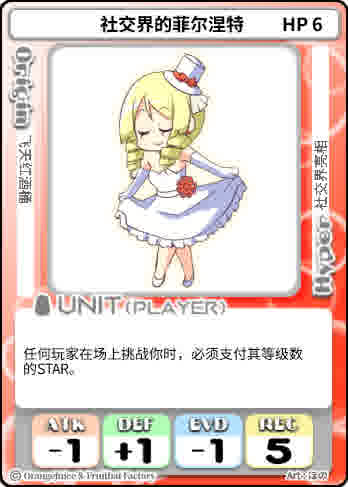 社交界的菲尔涅特 HP 6
Origin
飞天红酒桶
Hyper
社交界亮相
UNIT(PLAYER)
任何玩家在场上挑战你时，必须支付其等级数
的STAR。
ATK DEF EVD REC
-1 +1 -1 5
© OrangeJuice & Fruitbat Factory Art：ほの